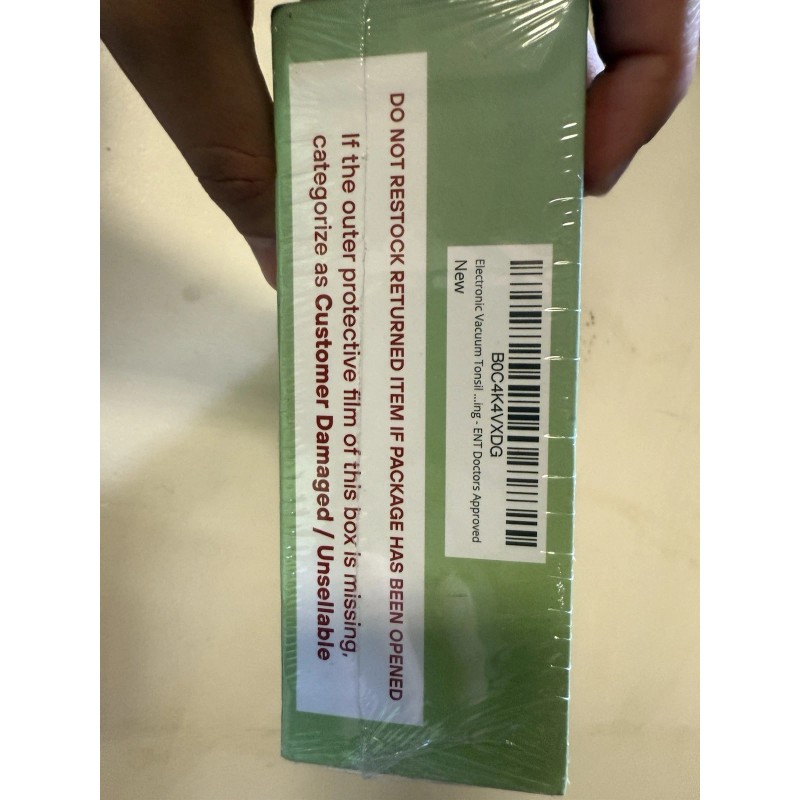 DO NOT RESTOCK RETURNED ITEM IF PACKAGE HAS BEEN OPENED
If the outer protective film of this box is missing,
categorize as Customer Damaged / Unsellable
B0C4K4VXDG
Electronic Vacuum Tonsil ...ing - ENT Doctors Approved
New